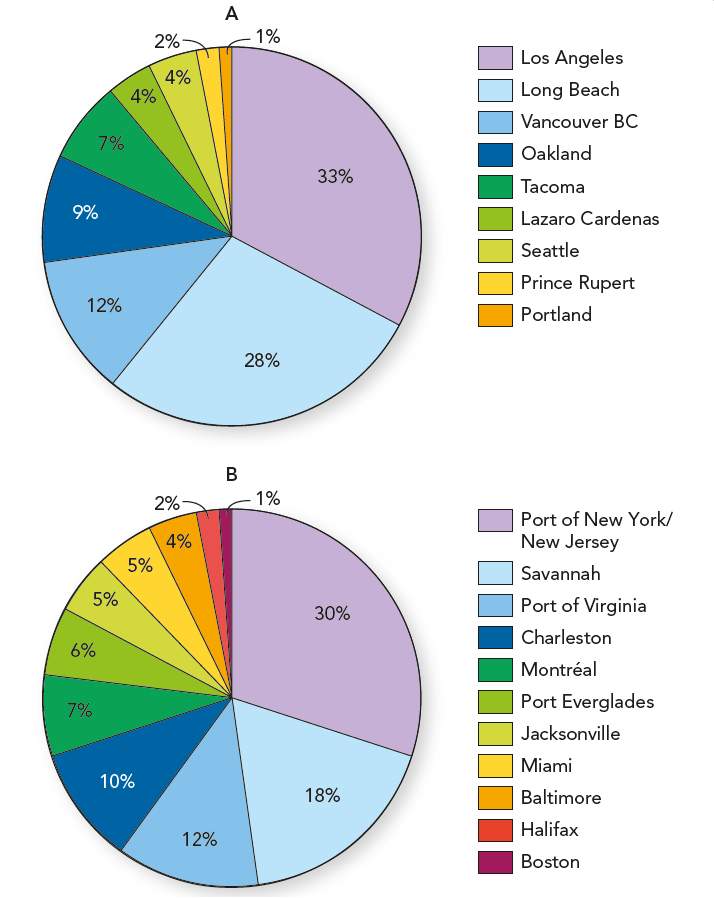 A
2%
1%
4%
4%
7%
33%
9%
12%
28%
Los Angeles
Long Beach
Vancouver BC
Oakland
Tacoma
Lazaro Cardenas
Seattle
Prince Rupert
Portland
B
2%
1%
4%
5%
5%
30%
6%
7%
10%
18%
12%
Port of New York/
New Jersey
Savannah
Port of Virginia
Charleston
Montréal
Port Everglades
Jacksonville
Miami
Baltimore
Halifax
Boston